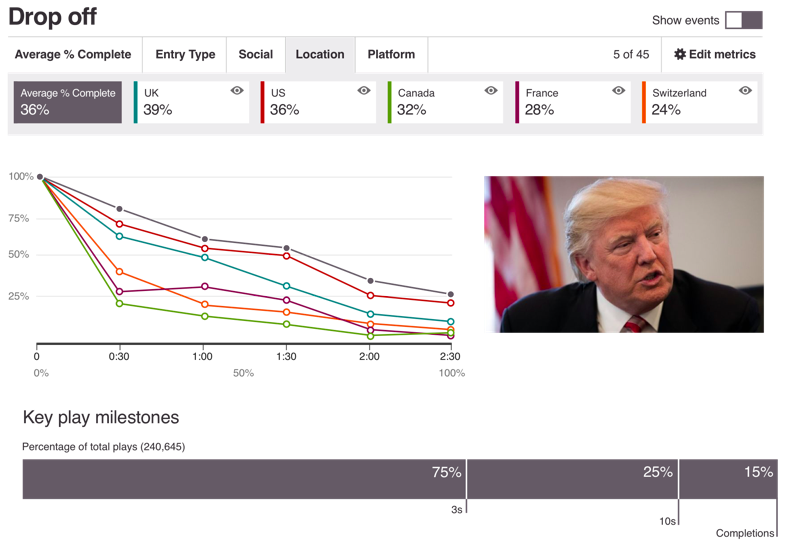 Drop off
Show events
Average % Complete Entry Type Social Location Platform 5 of 45 Edit metrics
Average % Complete UK US Canada France Switzerland
36% 39% 36% 32% 28% 24%
100%
75%
50%
25%
0 0:30 1:00 1:30 2:00 2:30
0% 50% 100%
Key play milestones
Percentage of total plays (240,645)
75% 25% 15%
3s
10s
Completions